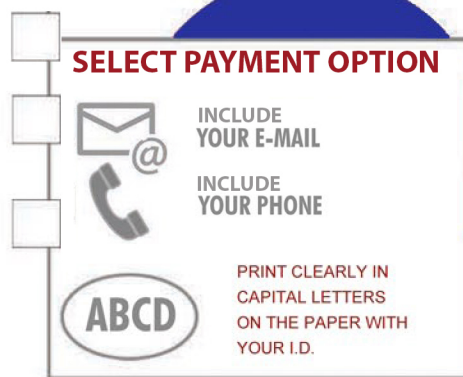 SELECT PAYMENT OPTION
@
INCLUDE
YOUR E-MAIL
INCLUDE
YOUR PHONE
ABCD
PRINT CLEARLY IN
CAPITAL LETTERS
ON THE PAPER WITH
YOUR I.D.